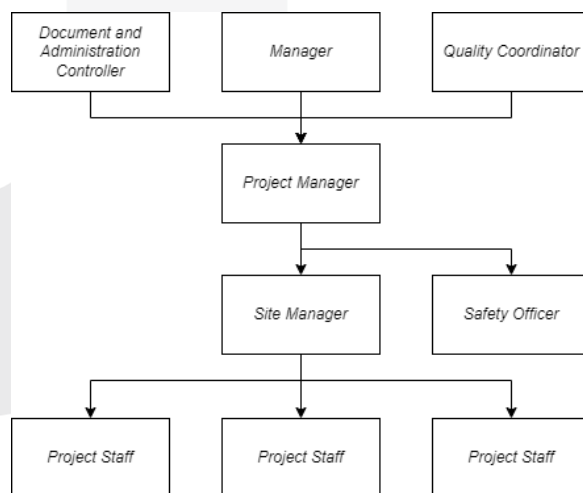 Document and
Administration
Controller
Manager
Quality Coordinator
Project Manager
Site Manager
Safety Officer
Project Staff
Project Staff
Project Staff